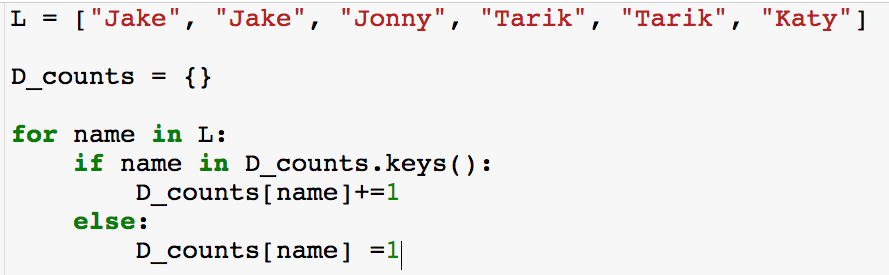 L = ["Jake", "Jake", "Jonny", "Tarik", "Tarik", "Katy"]
D_counts = {}
for name in L:
    if name in D_counts.keys():
        D_counts[name]+=1
    else:
        D_counts[name] =1